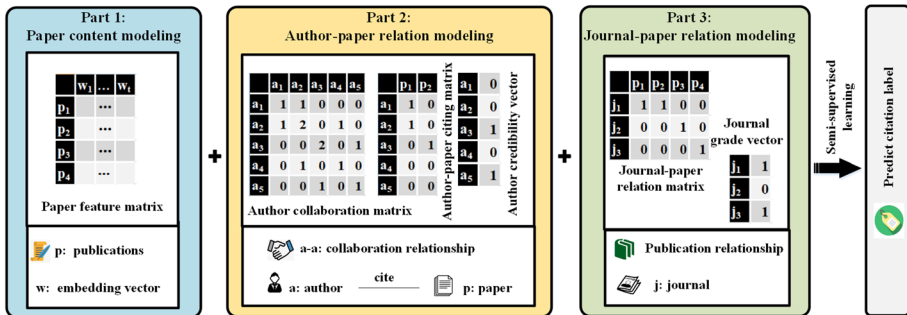 Part 1:
Paper content modeling
w1 ... wt
p1 ...
p2 ...
p3 ...
p4 ...
Paper feature matrix
p: publications
w: embedding vector
+
Part 2:
Author-paper relation modeling
a1 a2 a3 a4 a5
a1 1 1 0 0 0
a2 1 2 0 1 0
a3 0 0 2 0 1
a4 0 1 0 1 0
a5 0 0 1 0 1
Author collaboration matrix
p1 p2
a1 1 0
a2 1 0
a3 0 1
a4 0 0
a5 0 0
Author-paper citing matrix
a1 0
a2 0
a3 1
a4 0
a5 1
Author credibility vector
a-a: collaboration relationship
a: author
cite
p: paper
+
Part 3:
Journal-paper relation modeling
p1 p2 p3 p4
j1 1 1 0 0
j2 0 0 1 0
j3 0 0 0 1
Journal-paper
relation matrix
Journal
grade vector
j1 1
j2 0
j3 1
Publication relationship
j: journal
Semi-supervised
learning
Predict citation label